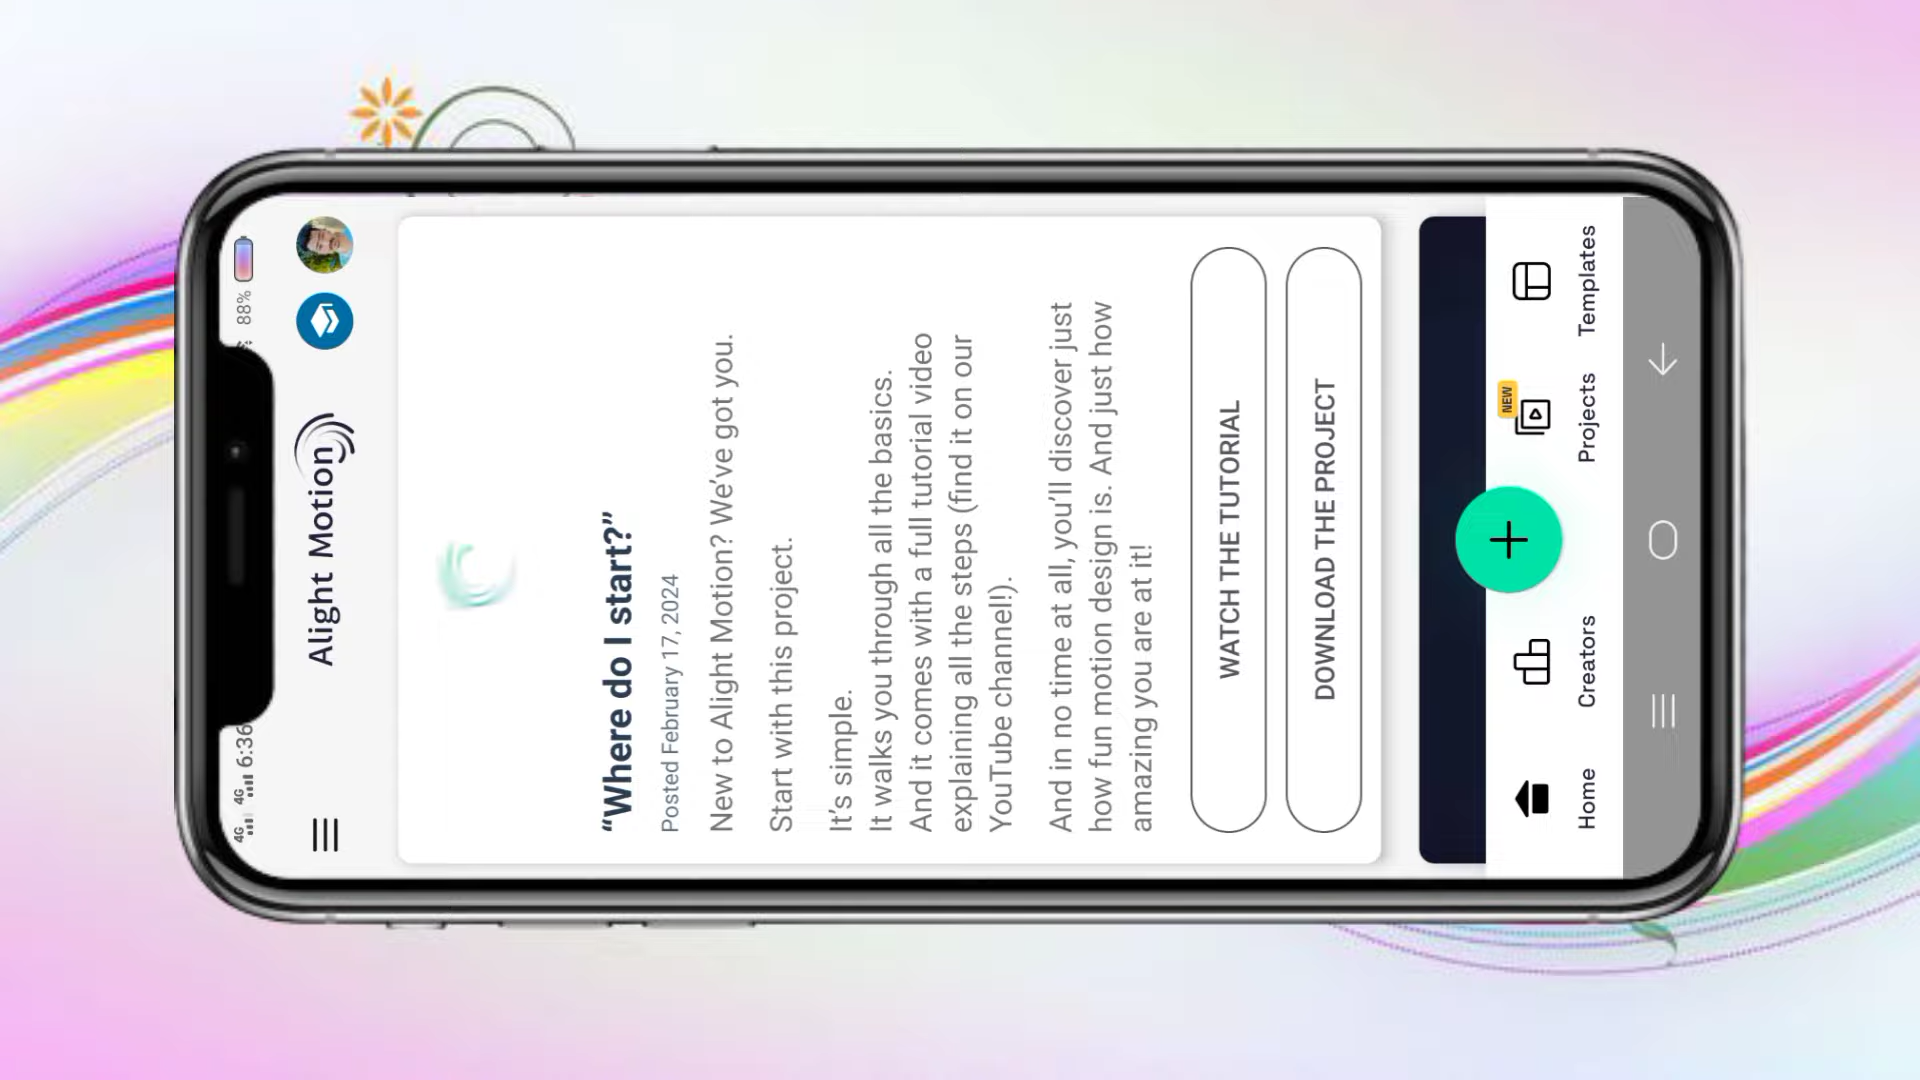 4G 4G 6:36
88%
Alight Motion
“Where do I start?”
Posted February 17, 2024
New to Alight Motion? We’ve got you.
Start with this project.
It’s simple.
It walks you through all the basics.
And it comes with a full tutorial video
explaining all the steps (find it on our
YouTube channel!).
And in no time at all, you’ll discover just
how fun motion design is. And just how
amazing you are at it!
WATCH THE TUTORIAL
DOWNLOAD THE PROJECT
NEW
Home
Creators
Projects
Templates